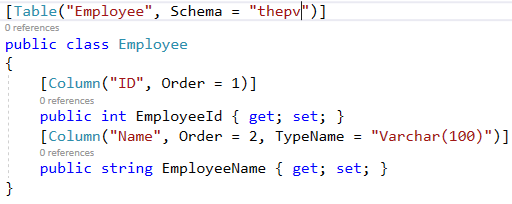 [Table("Employee", Schema = "thepv")]
0 references
public class Employee
{
[Column("ID", Order = 1)]
0 references
public int EmployeeId { get; set; }
[Column("Name", Order = 2, TypeName = "Varchar(100)")]
0 references
public string EmployeeName { get; set; }
}